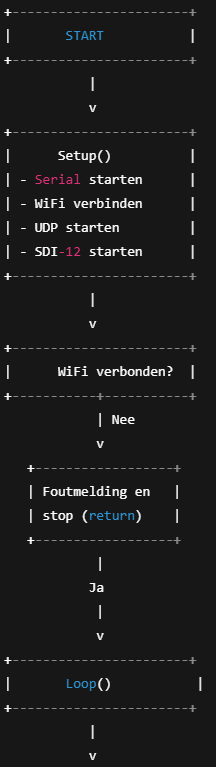 +-----------------------+
|       START           |
+-----------------------+
           |
           v
+-----------------------+
|      Setup()          |
| - Serial starten      |
| - WiFi verbinden      |
| - UDP starten         |
| - SDI-12 starten      |
+-----------------------+
           |
           v
+-----------------------+
|      WiFi verbonden?  |
+-----------+-----------+
            | Nee
            v
   +------------------+
   | Foutmelding en   |
   | stop (return)    |
   +------------------+
            |
           Ja
            |
            v
+-----------------------+
|       Loop()           |
+-----------------------+
           |
           v